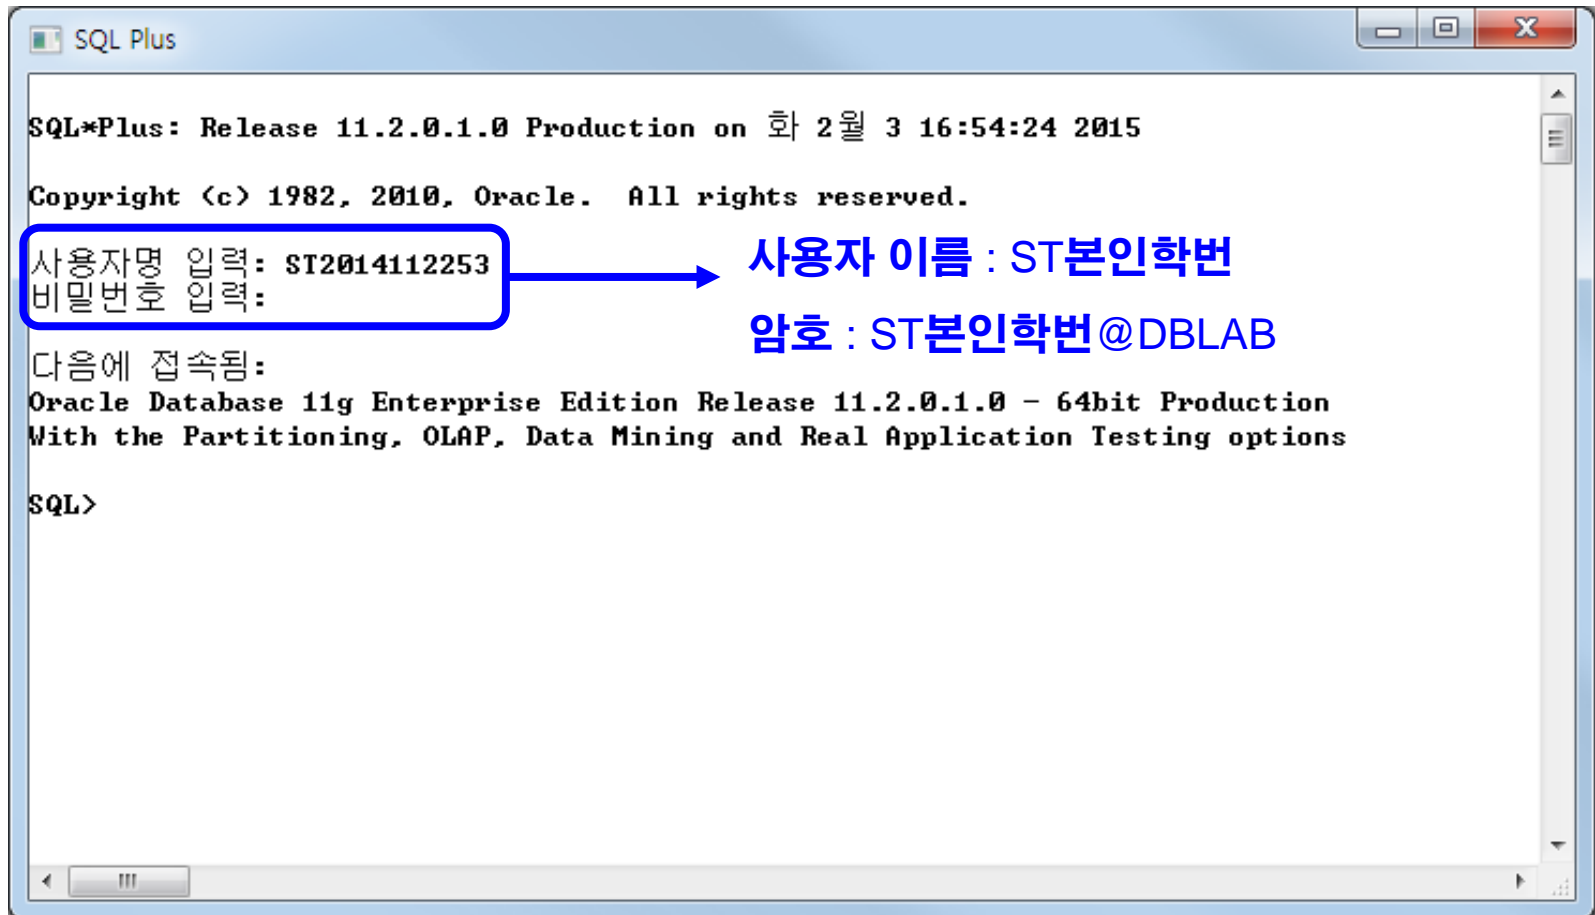 SQL Plus
SQL*Plus: Release 11.2.0.1.0 Production on 화 2월 3 16:54:24 2015
Copyright (c) 1982, 2010, Oracle.  All rights reserved.
사용자명 입력: ST2014112253
비밀번호 입력:
사용자 이름 : ST본인학번
암호 : ST본인학번@DBLAB
다음에 접속됨:
Oracle Database 11g Enterprise Edition Release 11.2.0.1.0 - 64bit Production
With the Partitioning, OLAP, Data Mining and Real Application Testing options
SQL>